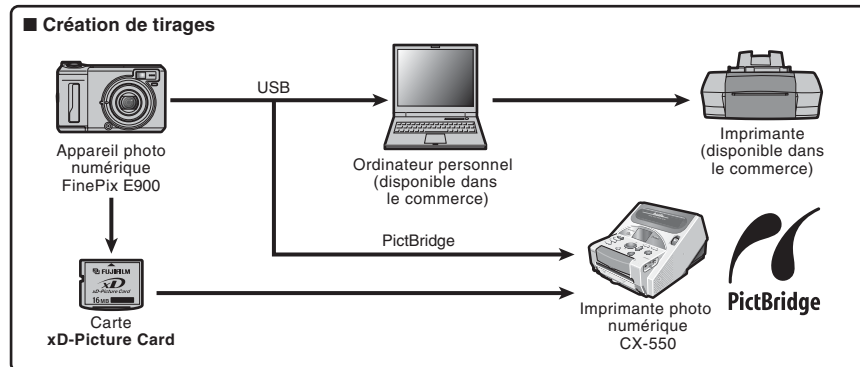 ■ Création de tirages
USB
Appareil photo
numérique
FinePix E900
Ordinateur personnel
(disponible dans
le commerce)
Imprimante
(disponible dans
le commerce)
PictBridge
FUJIFILM
xD
xD-Picture Card
16MB
Carte
xD-Picture Card
Imprimante photo
numérique
CX-550
PictBridge